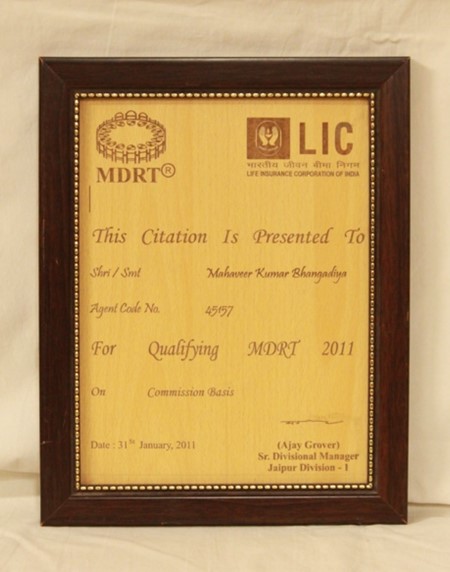 MDRT®
LIC
भारतीय जीवन बीमा निगम
LIFE INSURANCE CORPORATION OF INDIA
This Citation Is Presented To
Shri / Smt Mahaveer Kumar Bhangadiya
Agent Code No. 45157
For Qualifying MDRT 2011
On Commission Basis
Date : 31st January, 2011
(Ajay Grover)
Sr. Divisional Manager
Jaipur Division - I